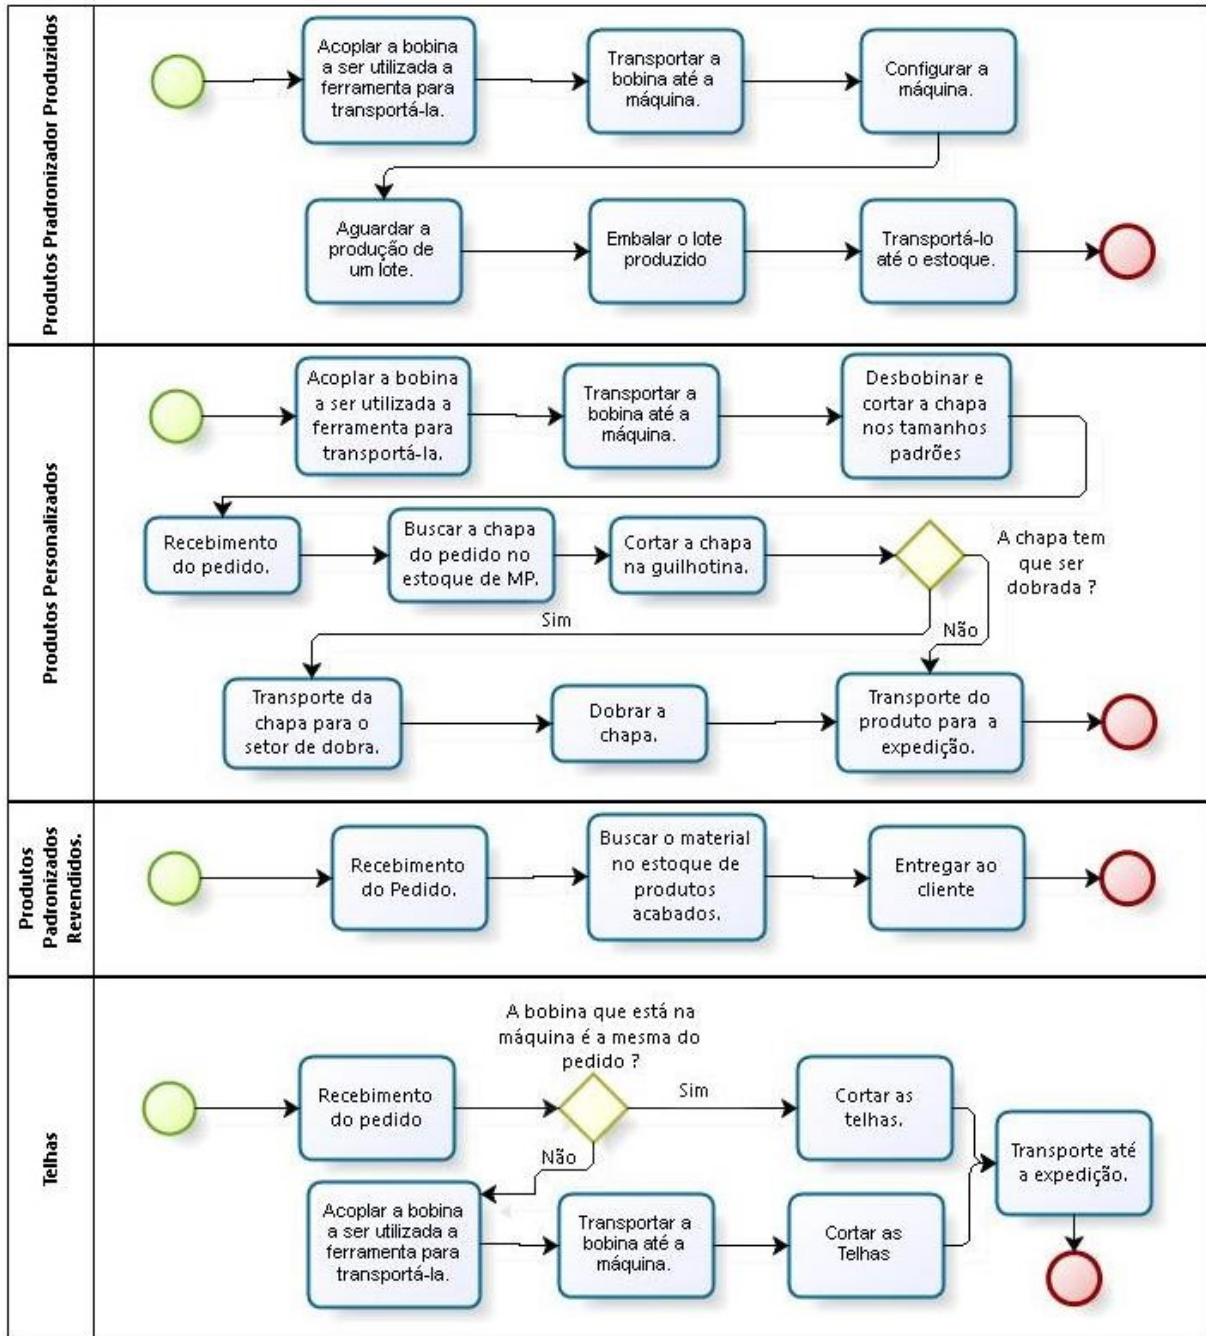 Produtos Pradronizador Produzidos
Acoplar a bobina
a ser utilizada a
ferramenta para
transportá-la.
Transportar a
bobina até a
máquina.
Configurar a
máquina.
Aguardar a
produção de
um lote.
Embalar o lote
produzido
Transportá-lo
até o estoque.
Produtos Personalizados
Acoplar a bobina
a ser utilizada a
ferramenta para
transportá-la.
Transportar a
bobina até a
máquina.
Desbobinar e
cortar a chapa
nos tamanhos
padrões
Recebimento
do pedido.
Buscar a chapa
do pedido no
estoque de MP.
Cortar a chapa
na guilhotina.
A chapa tem
que ser
dobrada ?
Sim
Não
Transporte da
chapa para o
setor de dobra.
Dobrar a
chapa.
Transporte do
produto para a
expedição.
Produtos
Padronizados
Revendidos.
Recebimento
do Pedido.
Buscar o material
no estoque de
produtos
acabados.
Entregar ao
cliente
Telhas
A bobina que está na
máquina é a mesma do
pedido ?
Recebimento
do pedido
Sim
Cortar as
telhas.
Não
Transporte até
a expedição.
Acoplar a bobina
a ser utilizada a
ferramenta para
transportá-la.
Transportar a
bobina até a
máquina.
Cortar as
Telhas